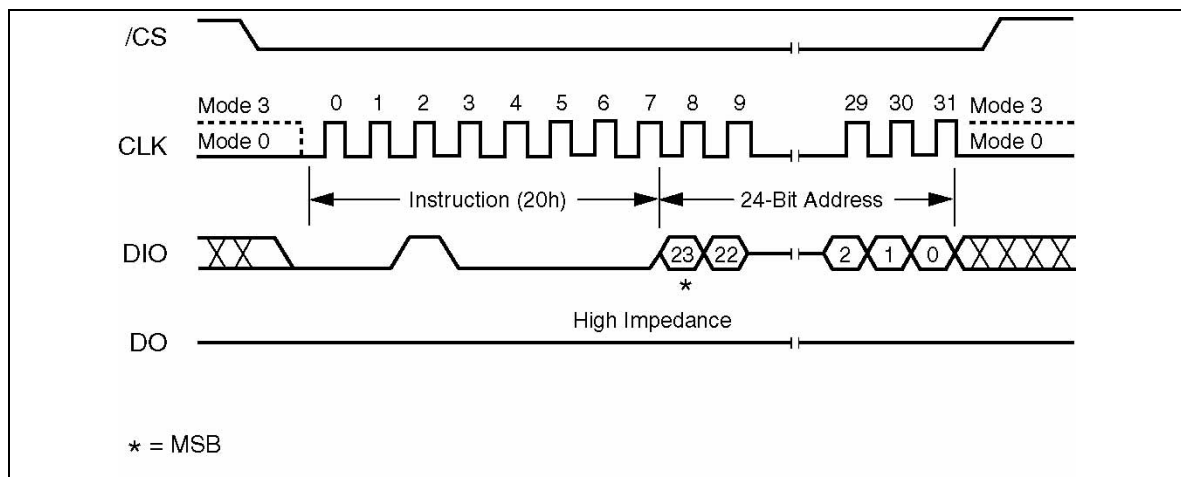 /CS
0 1 2 3 4 5 6 7 8 9 29 30 31
Mode 3 Mode 3
CLK Mode 0 Mode 0
Instruction (20h) 24-Bit Address
DIO 23 22 2 1 0
*
High Impedance
DO
* = MSB